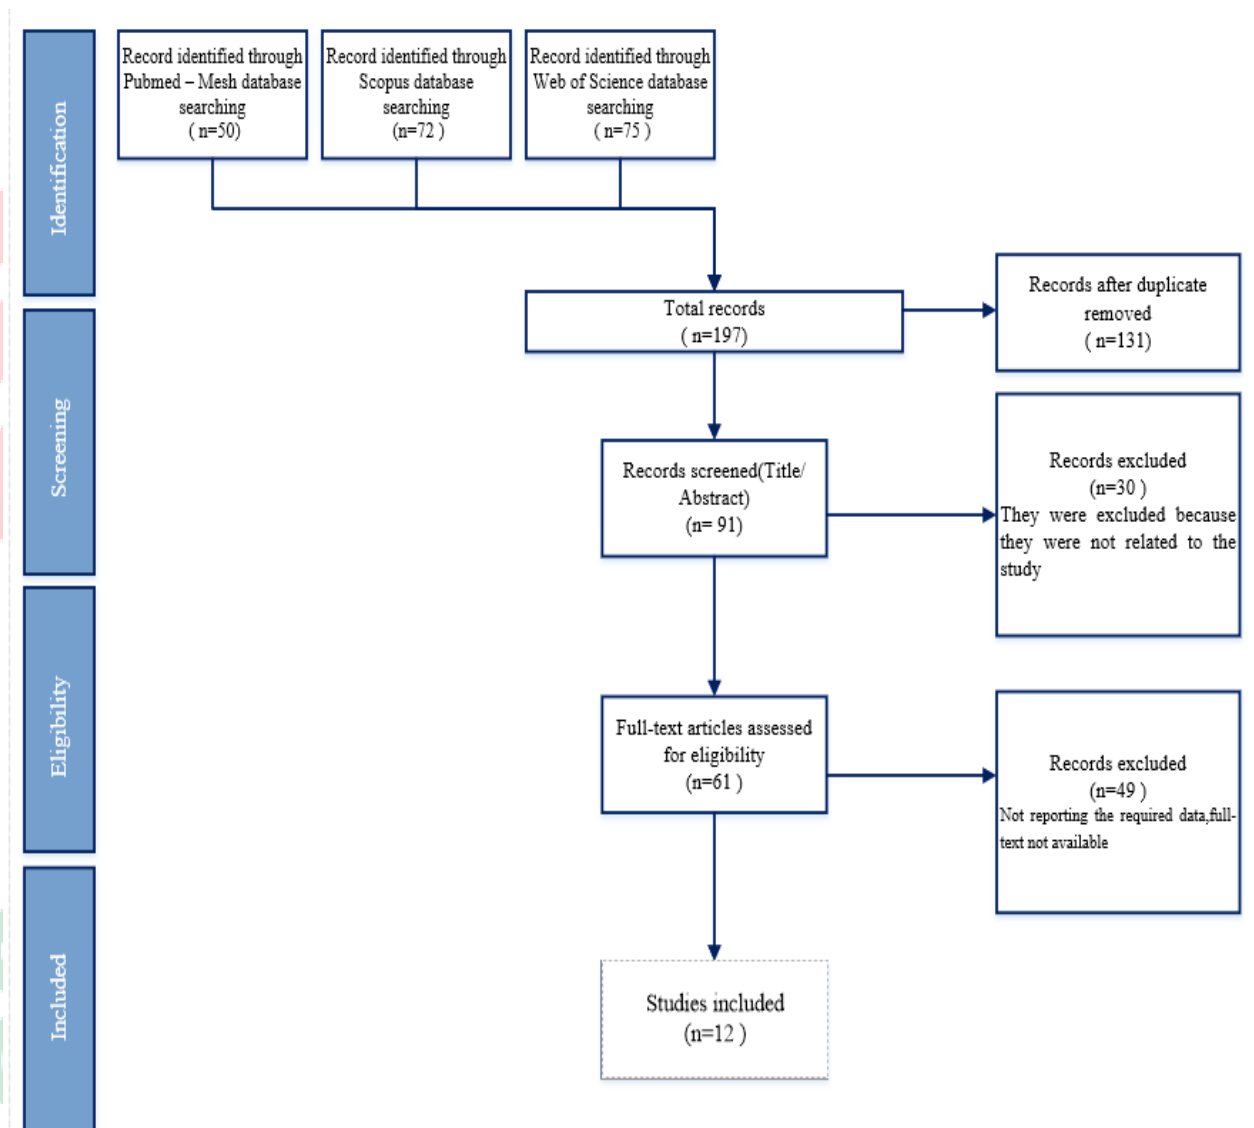 Identification
Record identified through
Pubmed – Mesh database
searching
( n=50)
Record identified through
Scopus database
searching
(n=72 )
Record identified through
Web of Science database
searching
( n=75 )
Total records
( n=197)
Records after duplicate
removed
( n=131)
Screening
Records screened(Title/
Abstract)
(n= 91)
Records excluded
(n=30 )
They were excluded because
they were not related to the
study
Eligibility
Full-text articles assessed
for eligibility
(n=61 )
Records excluded
(n=49 )
Not reporting the required data,full-
text not available
Included
Studies included
(n=12 )